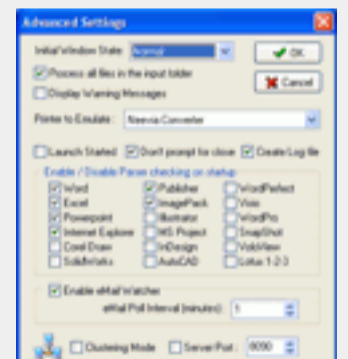 Advanced Settings
Initial Window State: Normal
OK
Process all files in the input folder
Cancel
Display Warning Messages
Printer to Emulate: Neevia Converter
Launch Started Don't prompt for close Create Log file
Enable / Disable Param checking on startup
Word Publisher WordPerfect
Excel ImagePack Visio
Powerpoint Illustrator WordPro
Internet Explorer MS Project SnapShot
Corel Draw InDesign VoloView
SolidWorks AutoCAD Lotus 1-2-3
Enable eMail Watcher
eMail Poll Interval (minutes): 1
Clustering Mode Server Port: 8090